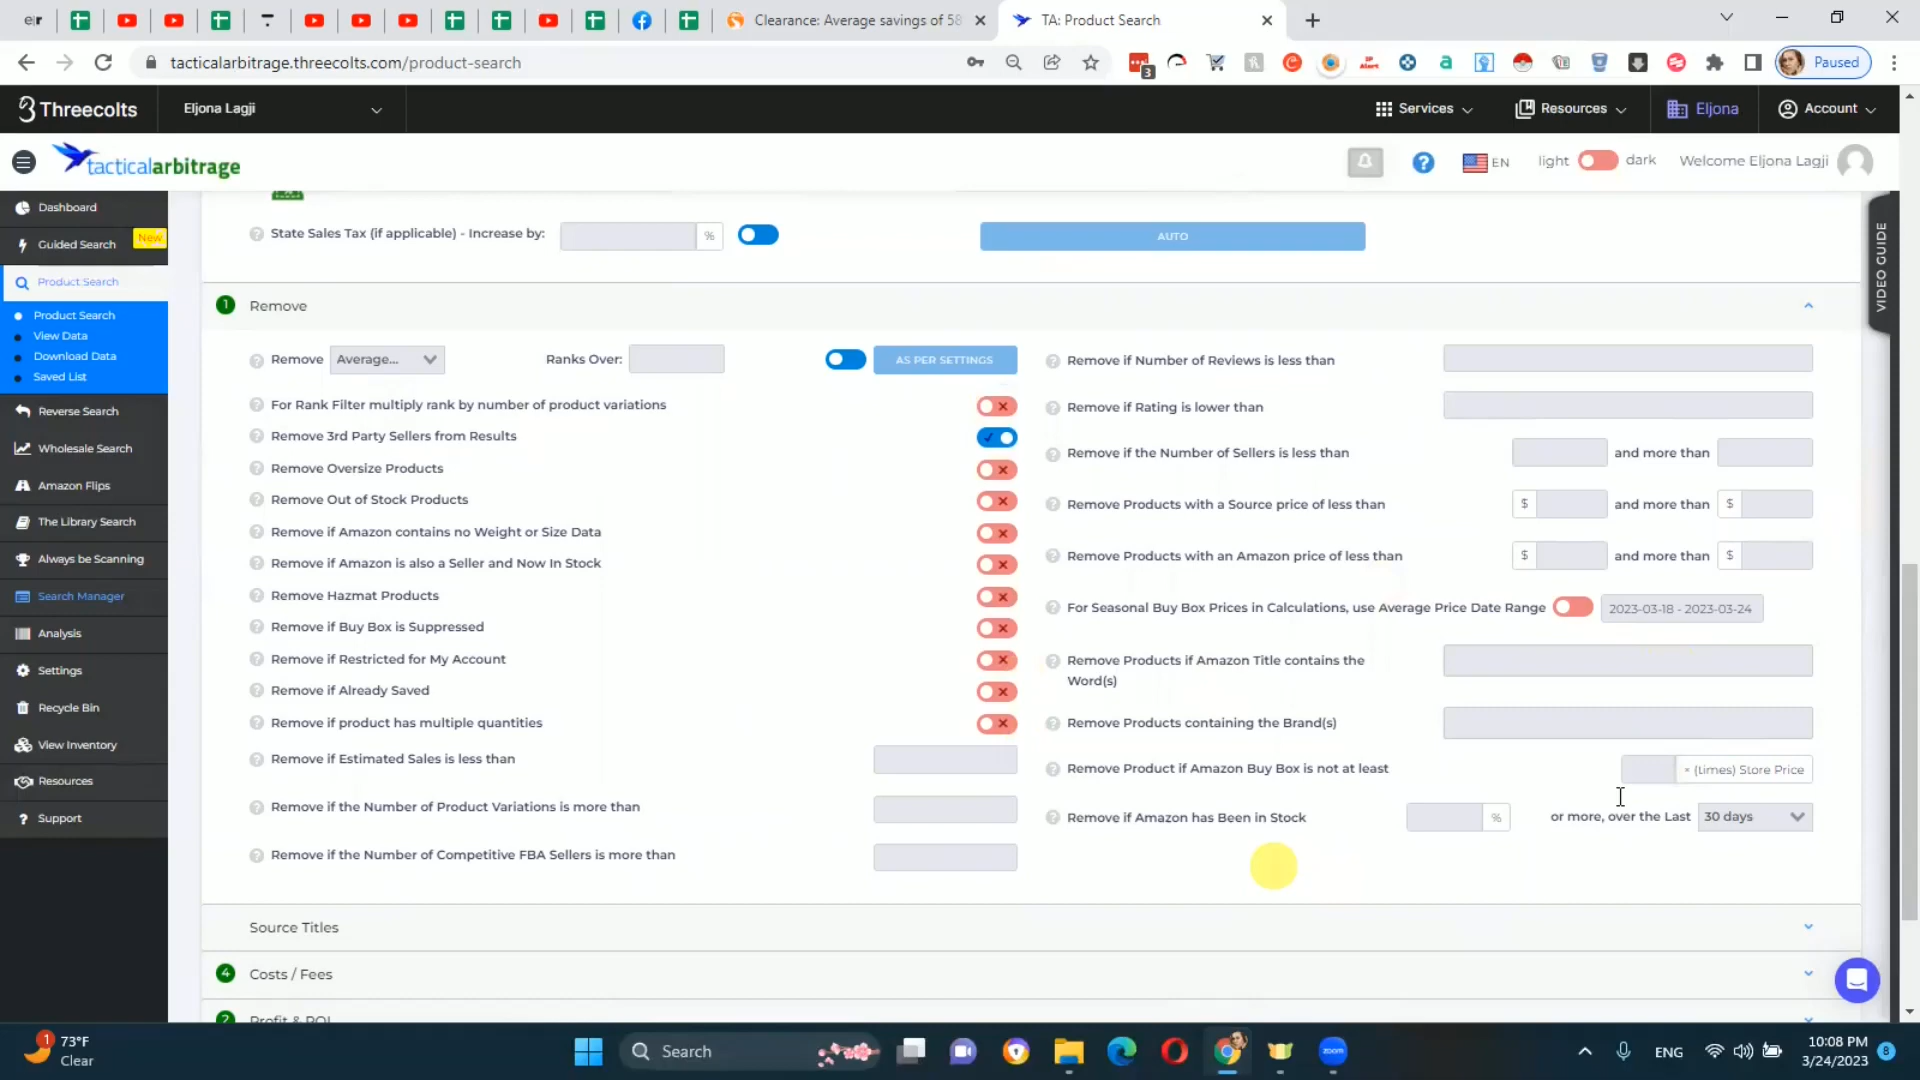 er
Clearance: Average savings of 58
TA: Product Search
tacticalarbitrage.threecolts.com/product-search
3
Paused
Threecolts
Eljona Lagji
Services
Resources
Eljona
Account
tacticalarbitrage
EN
light
dark
Welcome Eljona Lagji
Dashboard
Guided Search
New
Product Search
Product Search
View Data
Download Data
Saved List
Reverse Search
Wholesale Search
Amazon Flips
The Library Search
Always be Scanning
Search Manager
Analysis
Settings
Recycle Bin
View Inventory
Resources
Support
State Sales Tax (if applicable) - Increase by:
%
AUTO
VIDEO GUIDE
1 Remove
Remove Average...
Ranks Over:
AS PER SETTINGS
For Rank Filter multiply rank by number of product variations
Remove 3rd Party Sellers from Results
Remove Oversize Products
Remove Out of Stock Products
Remove if Amazon contains no Weight or Size Data
Remove if Amazon is also a Seller and Now In Stock
Remove Hazmat Products
Remove if Buy Box is Suppressed
Remove if Restricted for My Account
Remove if Already Saved
Remove if product has multiple quantities
Remove if Estimated Sales is less than
Remove if the Number of Product Variations is more than
Remove if the Number of Competitive FBA Sellers is more than
Remove if Number of Reviews is less than
Remove if Rating is lower than
Remove if the Number of Sellers is less than and more than
Remove Products with a Source price of less than $ and more than $
Remove Products with an Amazon price of less than $ and more than $
For Seasonal Buy Box Prices in Calculations, use Average Price Date Range 2023-03-18 - 2023-03-24
Remove Products if Amazon Title contains the
Word(s)
Remove Products containing the Brand(s)
Remove Product if Amazon Buy Box is not at least × (times) Store Price
Remove if Amazon has Been in Stock % or more, over the Last 30 days
Source Titles
4 Costs / Fees
2 Profit & ROI
1
73°F
Clear
Search
zoom
ENG
10:08 PM
3/24/2023
8